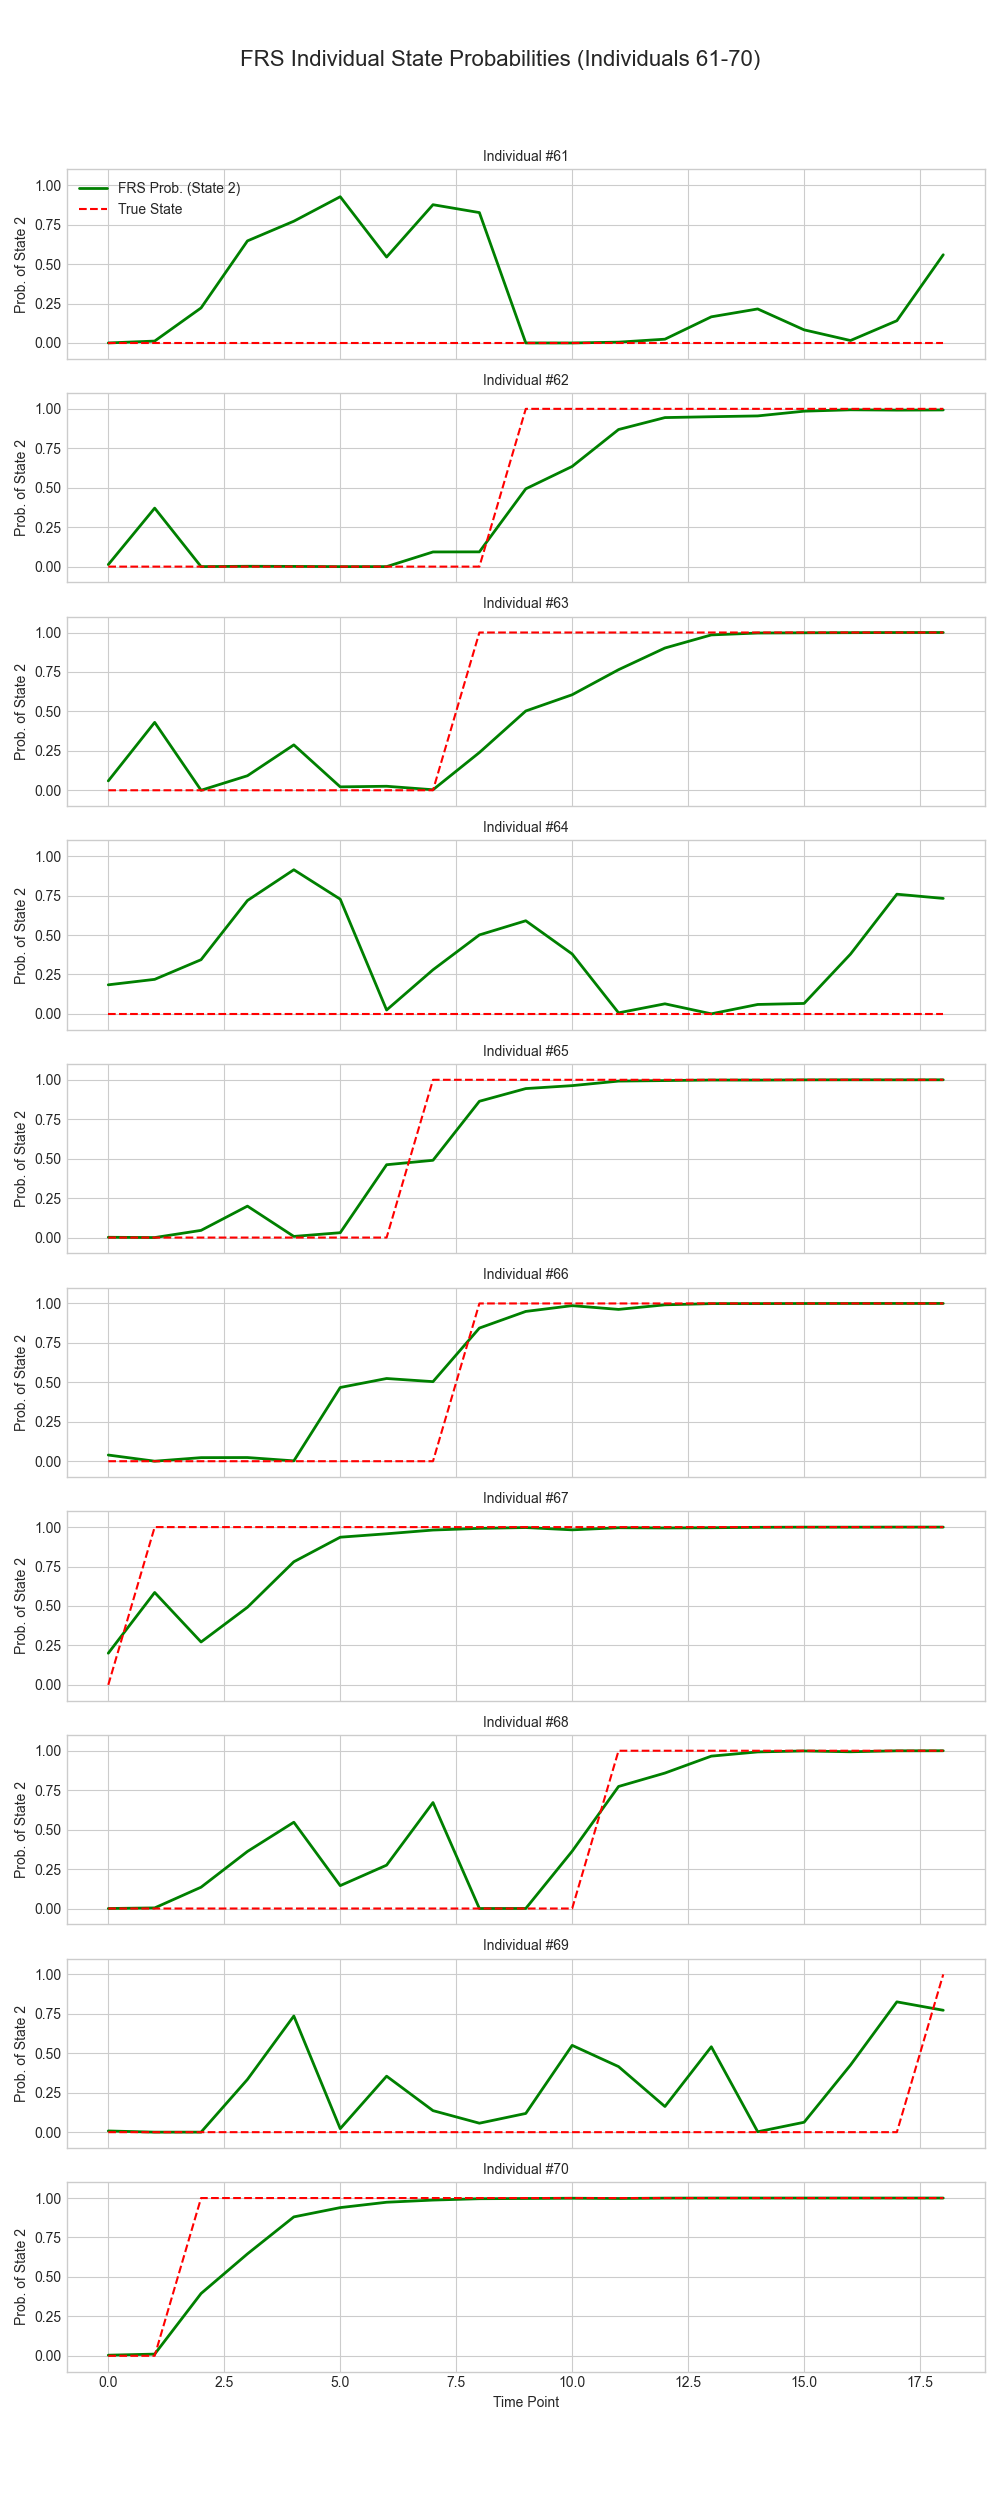 FRS Individual State Probabilities (Individuals 61-70)
Individual #61
1.00
0.75
0.50
0.25
0.00
Prob. of State 2
FRS Prob. (State 2)
True State
Individual #62
1.00
0.75
0.50
0.25
0.00
Prob. of State 2
Individual #63
1.00
0.75
0.50
0.25
0.00
Prob. of State 2
Individual #64
1.00
0.75
0.50
0.25
0.00
Prob. of State 2
Individual #65
1.00
0.75
0.50
0.25
0.00
Prob. of State 2
Individual #66
1.00
0.75
0.50
0.25
0.00
Prob. of State 2
Individual #67
1.00
0.75
0.50
0.25
0.00
Prob. of State 2
Individual #68
1.00
0.75
0.50
0.25
0.00
Prob. of State 2
Individual #69
1.00
0.75
0.50
0.25
0.00
Prob. of State 2
Individual #70
1.00
0.75
0.50
0.25
0.00
Prob. of State 2
0.0 2.5 5.0 7.5 10.0 12.5 15.0 17.5
Time Point